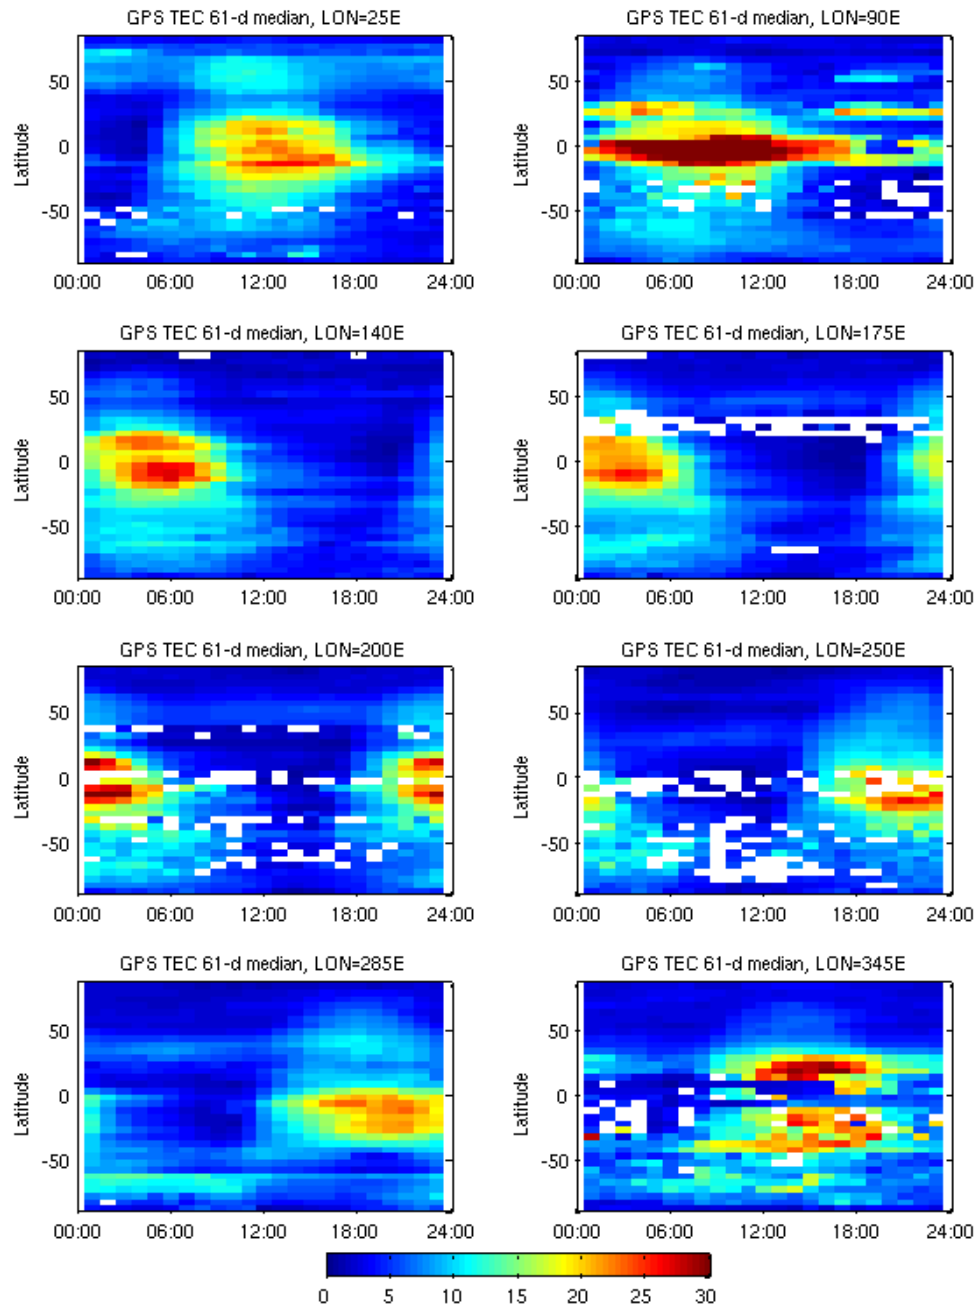 GPS TEC 61-d median, LON=25E
GPS TEC 61-d median, LON=90E
Latitude
50
0
-50
00:00 06:00 12:00 18:00 24:00
Latitude
50
0
-50
00:00 06:00 12:00 18:00 24:00
GPS TEC 61-d median, LON=140E
GPS TEC 61-d median, LON=175E
Latitude
50
0
-50
00:00 06:00 12:00 18:00 24:00
Latitude
50
0
-50
00:00 06:00 12:00 18:00 24:00
GPS TEC 61-d median, LON=200E
GPS TEC 61-d median, LON=250E
Latitude
50
0
-50
00:00 06:00 12:00 18:00 24:00
Latitude
50
0
-50
00:00 06:00 12:00 18:00 24:00
GPS TEC 61-d median, LON=285E
GPS TEC 61-d median, LON=345E
Latitude
50
0
-50
00:00 06:00 12:00 18:00 24:00
Latitude
50
0
-50
00:00 06:00 12:00 18:00 24:00
0 5 10 15 20 25 30